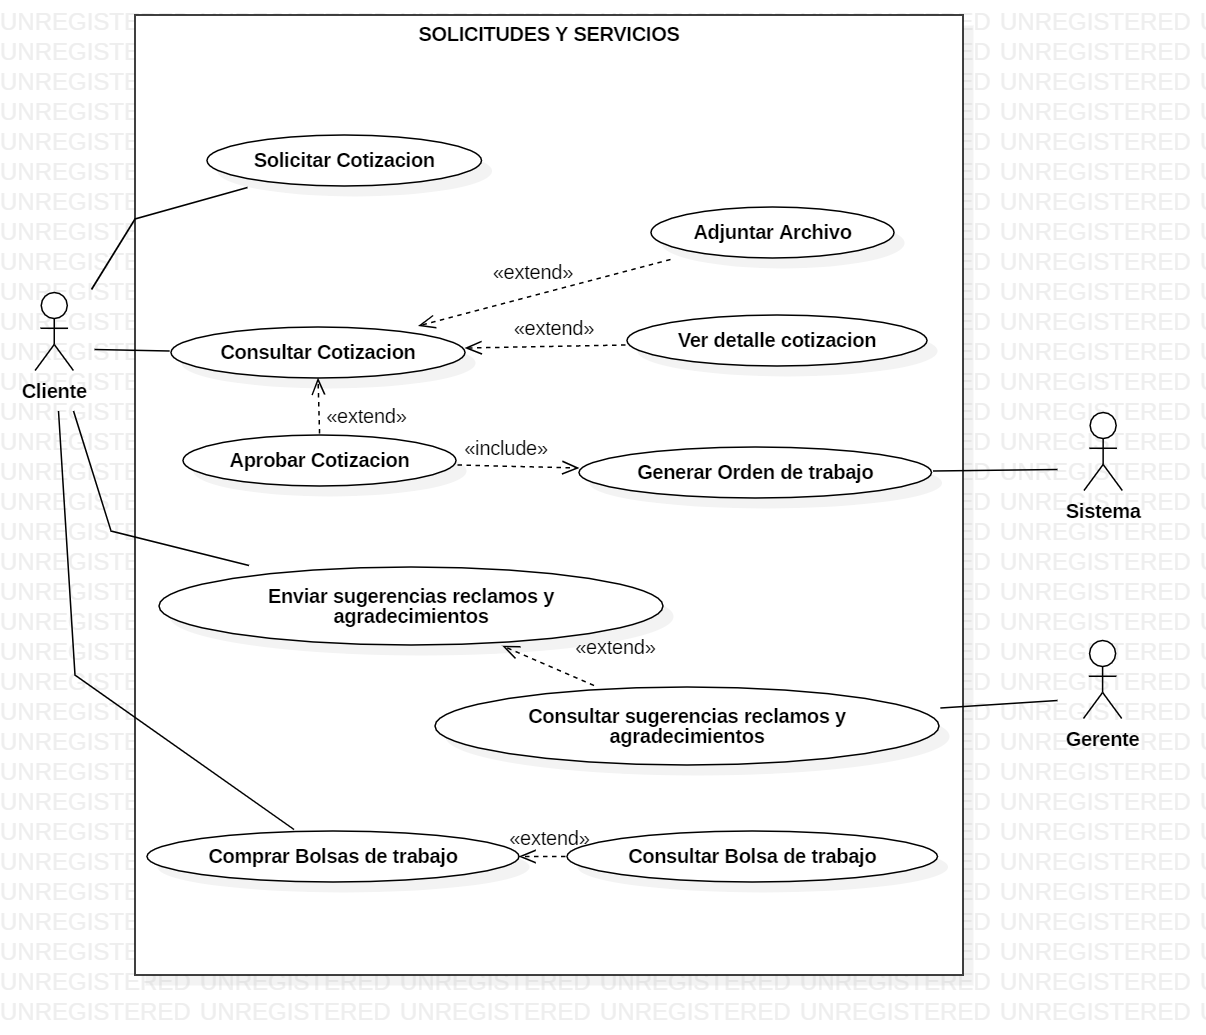 SOLICITUDES Y SERVICIOS
Solicitar Cotizacion
Adjuntar Archivo
«extend»
«extend»
Ver detalle cotizacion
Consultar Cotizacion
Cliente
«extend»
Aprobar Cotizacion
«include»
Generar Orden de trabajo
Sistema
Enviar sugerencias reclamos y
agradecimientos
«extend»
Consultar sugerencias reclamos y
agradecimientos
Gerente
«extend»
Comprar Bolsas de trabajo
Consultar Bolsa de trabajo
UNREGISTERED UNREGISTERED UNREGISTERED UNREGISTERED UNREGISTERED UNREGISTERED